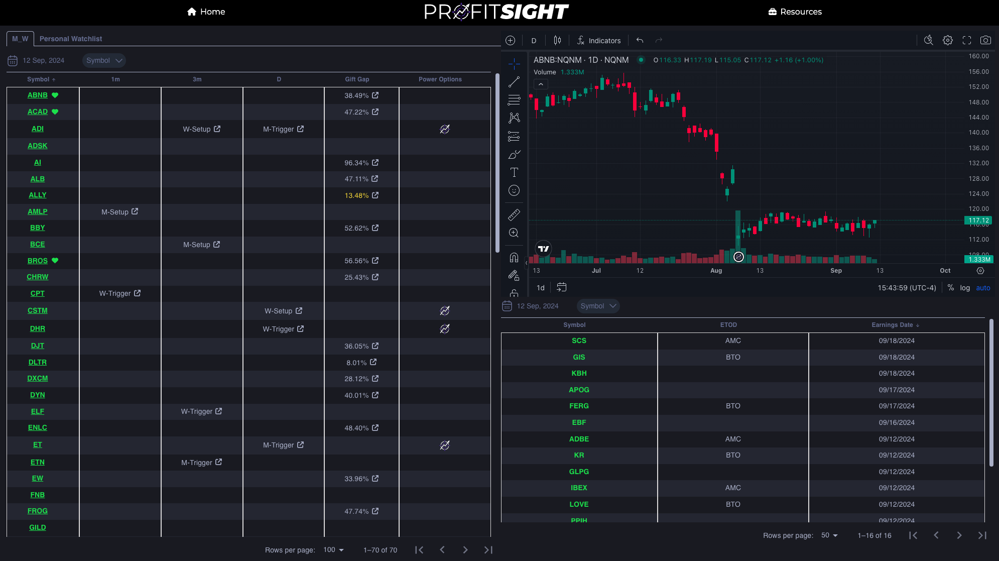 Home
PROFITSIGHT
Resources
M_W
Personal Watchlist
12 Sep, 2024
Symbol
Symbol 1m 3m D Gift Gap Power Options
ABNB 38.49%
ACAD 47.22%
ADI W-Setup M-Trigger
ADSK
AI 96.34%
ALB 47.11%
ALLY 13.48%
AMLP M-Setup
BBY 52.62%
BCE M-Setup
BROS 56.56%
CHRW 25.43%
CPT W-Trigger
CSTM W-Setup
DHR W-Trigger
DJT 36.05%
DLTR 8.01%
DXCM 28.12%
DYN 40.01%
ELF W-Trigger
ENLC 48.40%
ET M-Trigger
ETN M-Trigger
EW 33.96%
FNB
FROG 47.74%
GILD
Rows per page: 100 1–70 of 70
D Indicators
ABNB:NQNM · 1D · NQNM O116.33 H117.19 L115.05 C117.12 +1.16 (+1.00%)
Volume 1.333M
160.00
156.00
152.00
148.00
144.00
140.00
136.00
132.00
128.00
124.00
120.00
117.12
116.00
112.00
108.00
1.333M
13 Jul 12 Aug 13 Sep 13 Oct
1d 15:43:59 (UTC-4) % log auto
12 Sep, 2024 Symbol
Symbol ETOD Earnings Date
SCS AMC 09/18/2024
GIS BTO 09/18/2024
KBH 09/18/2024
APOG 09/17/2024
FERG BTO 09/17/2024
EBF 09/16/2024
ADBE AMC 09/12/2024
KR BTO 09/12/2024
GLPG 09/12/2024
IBEX AMC 09/12/2024
LOVE BTO 09/12/2024
PPIH 09/12/2024
Rows per page: 50 1–16 of 16